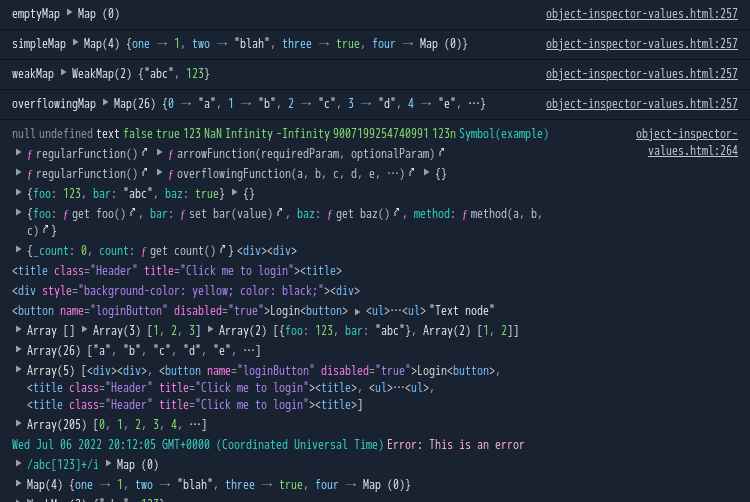 emptyMap Map (0) object-inspector-values.html:257
simpleMap Map(4) {one → 1, two → "blah", three → true, four → Map (0)} object-inspector-values.html:257
weakMap WeakMap(2) {"abc", 123} object-inspector-values.html:257
overflowingMap Map(26) {0 → "a", 1 → "b", 2 → "c", 3 → "d", 4 → "e", …} object-inspector-values.html:257
null undefined text false true 123 NaN Infinity -Infinity 9007199254740991 123n Symbol(example) object-inspector-
values.html:264
ƒ regularFunction() ƒ arrowFunction(requiredParam, optionalParam)
ƒ regularFunction() ƒ overflowingFunction(a, b, c, d, e, …) {}
{foo: 123, bar: "abc", baz: true} {}
{foo: ƒ get foo(), bar: ƒ set bar(value), baz: ƒ get baz(), method: ƒ method(a, b,
c)}
{_count: 0, count: ƒ get count()} <div><div>
<title class="Header" title="Click me to login"><title>
<div style="background-color: yellow; color: black;"><div>
<button name="loginButton" disabled="true">Login<button> <ul>…<ul> "Text node"
Array [] Array(3) [1, 2, 3] Array(2) [{foo: 123, bar: "abc"}, Array(2) [1, 2]]
Array(26) ["a", "b", "c", "d", "e", …]
Array(5) [<div><div>, <button name="loginButton" disabled="true">Login<button>,
<title class="Header" title="Click me to login"><title>, <ul>…<ul>,
<title class="Header" title="Click me to login"><title>]
Array(205) [0, 1, 2, 3, 4, …]
Wed Jul 06 2022 20:12:05 GMT+0000 (Coordinated Universal Time) Error: This is an error
/abc[123]+/i Map (0)
Map(4) {one → 1, two → "blah", three → true, four → Map (0)}